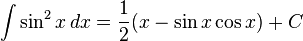 ∫ sin² x dx = 1/2 (x − sin x cos x) + C